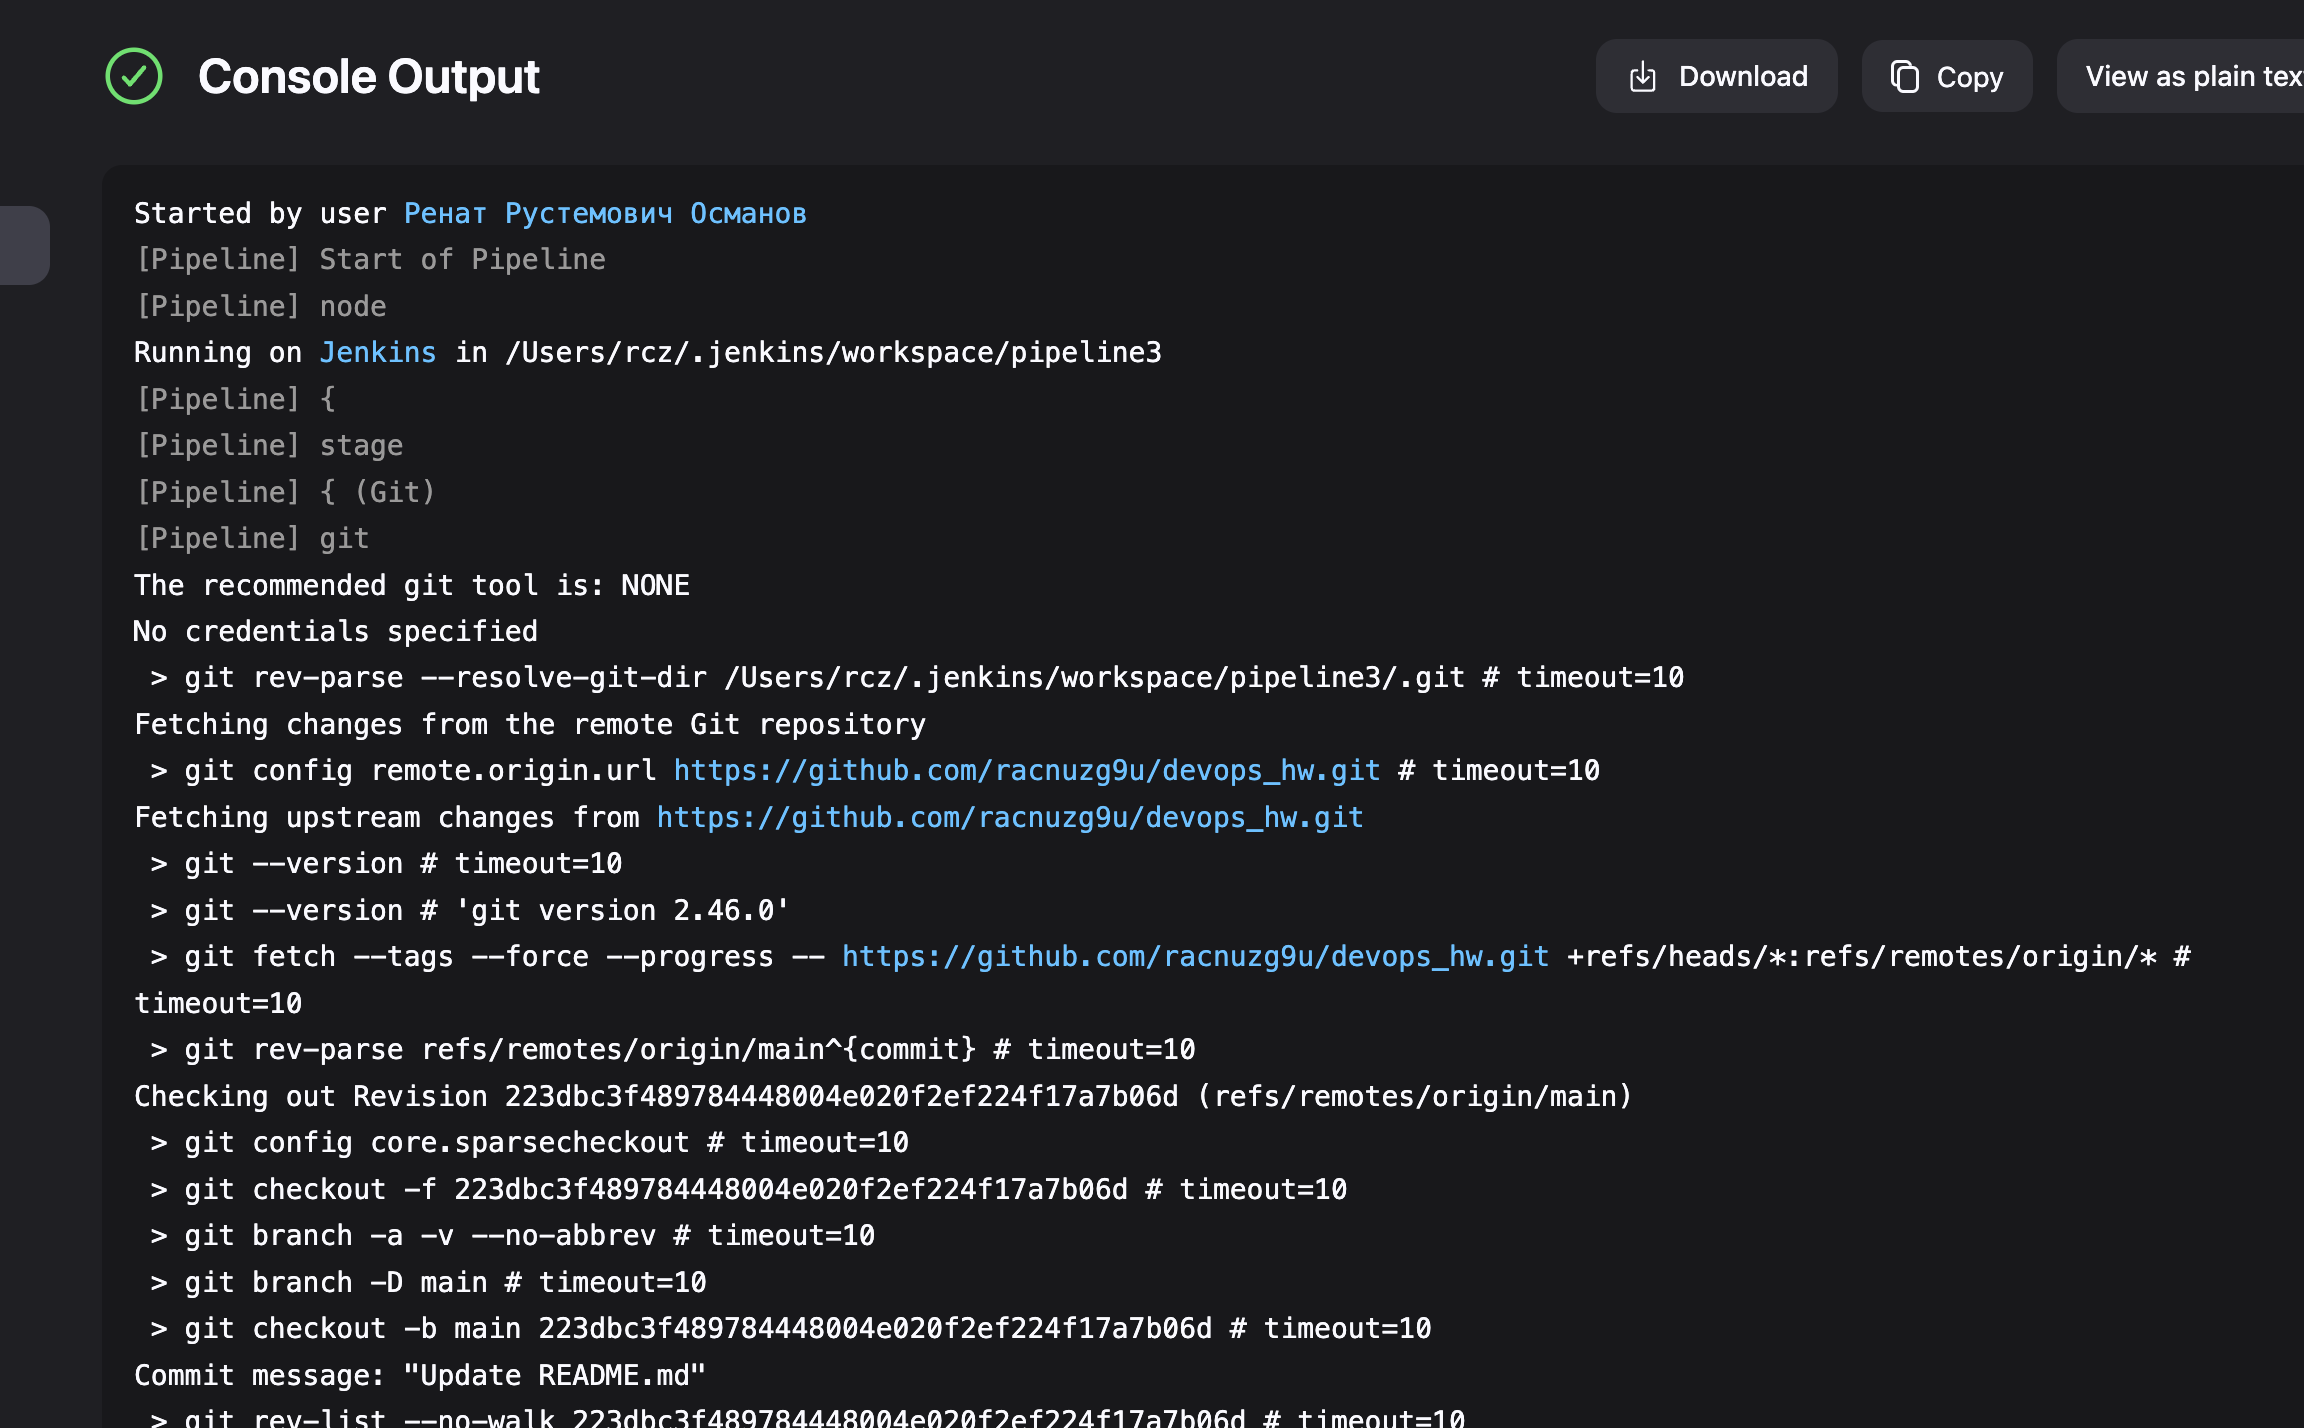 Console Output
Download
Copy
View as plain tex
Started by user Ренат Рустемович Османов
[Pipeline] Start of Pipeline
[Pipeline] node
Running on Jenkins in /Users/rcz/.jenkins/workspace/pipeline3
[Pipeline] {
[Pipeline] stage
[Pipeline] { (Git)
[Pipeline] git
The recommended git tool is: NONE
No credentials specified
 > git rev-parse --resolve-git-dir /Users/rcz/.jenkins/workspace/pipeline3/.git # timeout=10
Fetching changes from the remote Git repository
 > git config remote.origin.url https://github.com/racnuzg9u/devops_hw.git # timeout=10
Fetching upstream changes from https://github.com/racnuzg9u/devops_hw.git
 > git --version # timeout=10
 > git --version # 'git version 2.46.0'
 > git fetch --tags --force --progress -- https://github.com/racnuzg9u/devops_hw.git +refs/heads/*:refs/remotes/origin/* #
timeout=10
 > git rev-parse refs/remotes/origin/main^{commit} # timeout=10
Checking out Revision 223dbc3f489784448004e020f2ef224f17a7b06d (refs/remotes/origin/main)
 > git config core.sparsecheckout # timeout=10
 > git checkout -f 223dbc3f489784448004e020f2ef224f17a7b06d # timeout=10
 > git branch -a -v --no-abbrev # timeout=10
 > git branch -D main # timeout=10
 > git checkout -b main 223dbc3f489784448004e020f2ef224f17a7b06d # timeout=10
Commit message: "Update README.md"
 > git rev-list --no-walk 223dbc3f489784448004e020f2ef224f17a7b06d # timeout=10